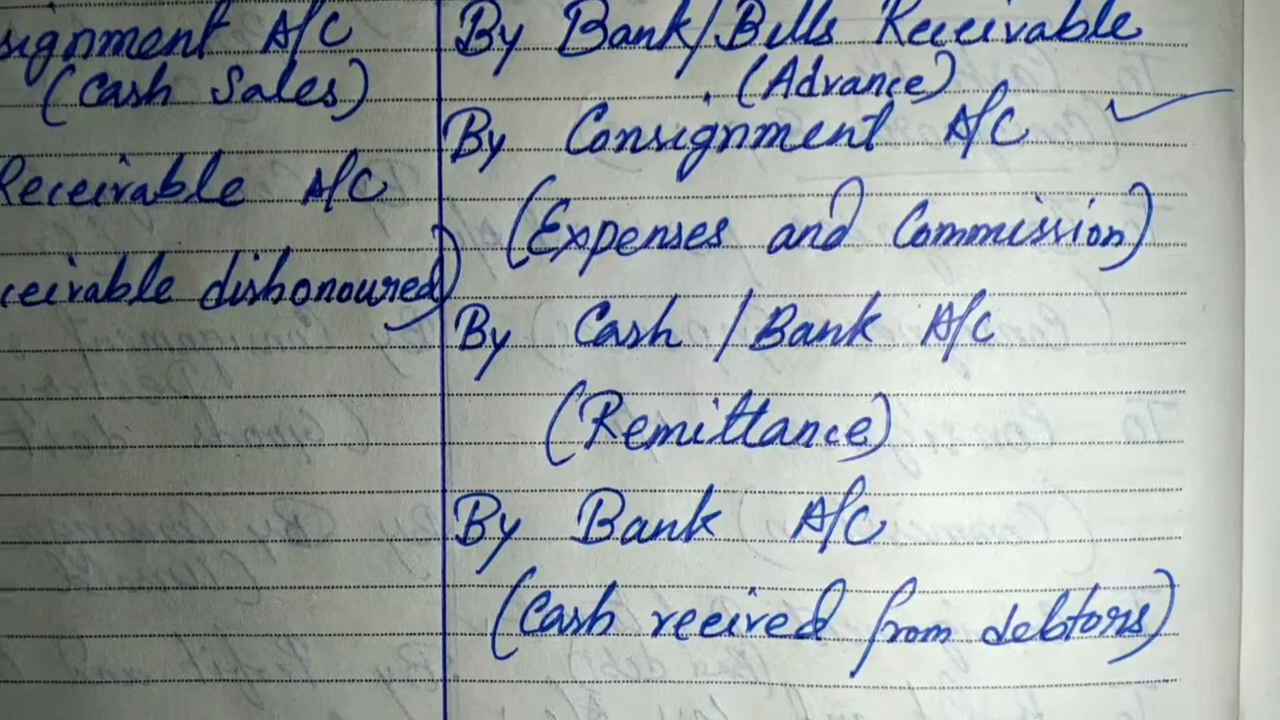 signment A/C
(Cash Sales)
Receivable A/C
ceivable dishonoured)
By Bank/Bills Receivable
(Advance)
By Consignment A/C
(Expenses and Commission)
By Cash / Bank A/C
(Remittance)
By Bank A/C
(Cash received from debtors)